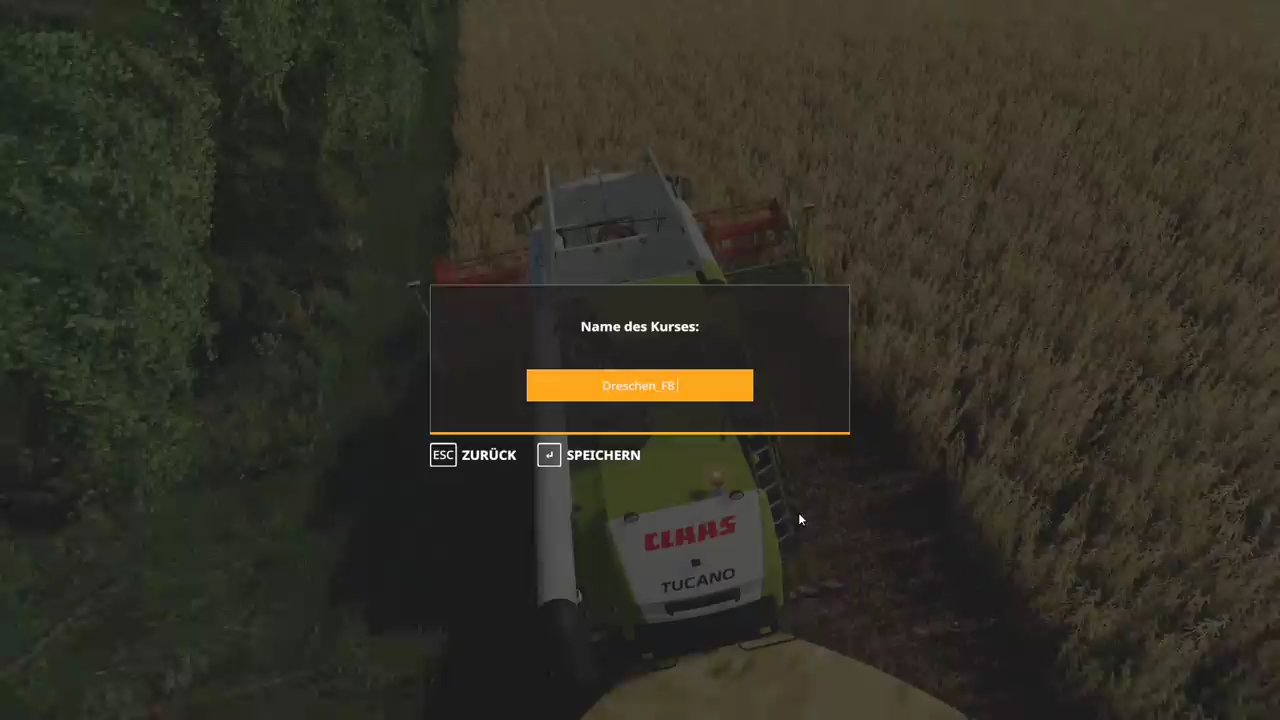 Name des Kurses:
Dreschen_F8
ESC ZURÜCK ↵ SPEICHERN
CLAAS
TUCANO